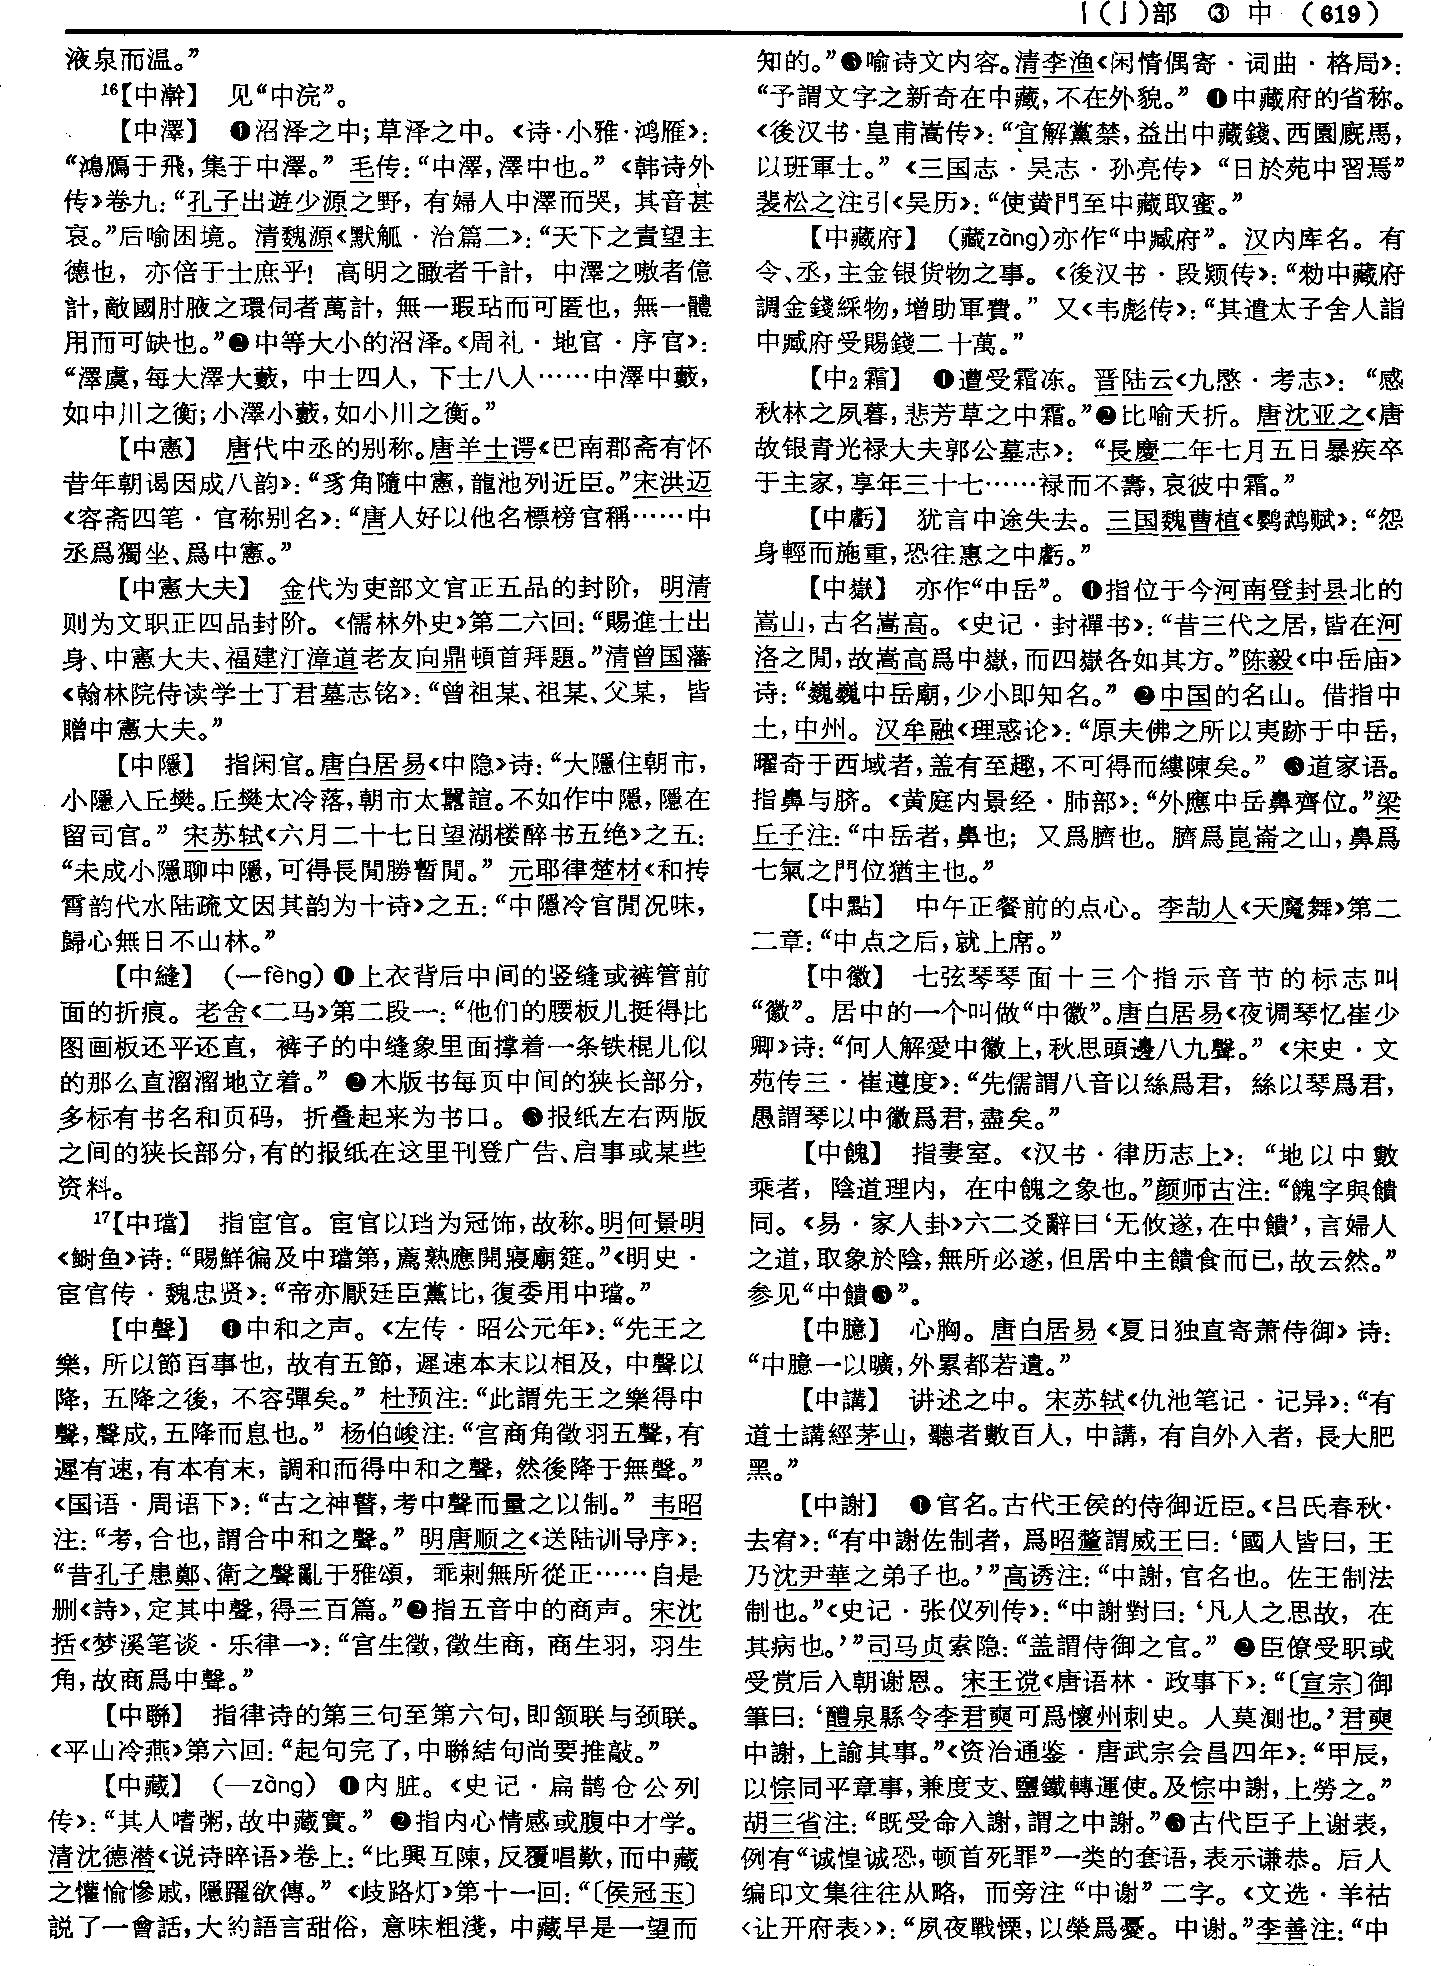 丨(亅)部 ③ 中 (619)
液泉而温。”
¹⁶【中澣】 见“中浣”。
【中澤】 ❶沼泽之中;草泽之中。《诗·小雅·鸿雁》:
“鴻鴈于飛,集于中澤。” 毛传:“中澤,澤中也。” 《韩诗外
传》卷九:“孔子出遊少源之野,有婦人中澤而哭,其音甚
哀。”后喻困境。清魏源《默觚·治篇二》:“天下之責望主
德也,亦倍于士庶乎!高明之瞰者千計,中澤之嗷者億
計,敵國肘腋之環伺者萬計,無一瑕玷而可匿也,無一體
用而可缺也。”❷中等大小的沼泽。《周礼·地官·序官》:
“澤虞,每大澤大藪,中士四人,下士八人……中澤中藪,
如中川之衡;小澤小藪,如小川之衡。”
【中憲】 唐代中丞的别称。唐羊士谔《巴南郡斋有怀
昔年朝谒因成八韵》:“豸角隨中憲,龍池列近臣。”宋洪迈
《容斋四笔·官称别名》:“唐人好以他名標榜官稱……中
丞爲獨坐、爲中憲。”
【中憲大夫】 金代为吏部文官正五品的封阶,明清
则为文职正四品封阶。《儒林外史》第二六回:“賜進士出
身、中憲大夫、福建汀漳道老友向鼎頓首拜題。”清曾国藩
《翰林院侍读学士丁君墓志铭》:“曾祖某、祖某、父某,皆
贈中憲大夫。”
【中隱】 指闲官。唐白居易《中隐》诗:“大隱住朝市,
小隱入丘樊。丘樊太冷落,朝市太囂諠。不如作中隱,隱在
留司官。” 宋苏轼《六月二十七日望湖楼醉书五绝》之五:
“未成小隱聊中隱,可得長閒勝暫閒。” 元耶律楚材《和抟
霄韵代水陆疏文因其韵为十诗》之五:“中隱冷官閒况味,
歸心無日不山林。”
【中縫】 (—fèng)❶上衣背后中间的竖缝或裤管前
面的折痕。老舍《二马》第二段一:“他们的腰板儿挺得比
图画板还平还直,裤子的中缝象里面撑着一条铁棍儿似
的那么直溜溜地立着。” ❷木版书每页中间的狭长部分,
多标有书名和页码,折叠起来为书口。❸报纸左右两版
之间的狭长部分,有的报纸在这里刊登广告、启事或某些
资料。
¹⁷【中璫】 指宦官。宦官以珰为冠饰,故称。明何景明
《鲥鱼》诗:“賜鮮徧及中璫第,薦熟應開寢廟筵。”《明史·
宦官传·魏忠贤》:“帝亦厭廷臣黨比,復委用中璫。”
【中聲】 ❶中和之声。《左传·昭公元年》:“先王之
樂,所以節百事也,故有五節,遲速本末以相及,中聲以
降,五降之後,不容彈矣。” 杜预注:“此謂先王之樂得中
聲,聲成,五降而息也。” 杨伯峻注:“宫商角徵羽五聲,有
遲有速,有本有末,調和而得中和之聲,然後降于無聲。”
《国语·周语下》:“古之神瞽,考中聲而量之以制。” 韦昭
注:“考,合也,謂合中和之聲。” 明唐顺之《送陆训导序》:
“昔孔子患鄭、衛之聲亂于雅頌,乖剌無所從正……自是
删《詩》,定其中聲,得三百篇。”❷指五音中的商声。宋沈
括《梦溪笔谈·乐律一》:“宫生徵,徵生商,商生羽,羽生
角,故商爲中聲。”
【中聯】 指律诗的第三句至第六句,即颔联与颈联。
《平山冷燕》第六回:“起句完了,中聯結句尚要推敲。”
【中藏】 (—zàng) ❶内脏。《史记·扁鹊仓公列
传》:“其人嗜粥,故中藏實。” ❷指内心情感或腹中才学。
清沈德潜《说诗晬语》卷上:“比興互陳,反覆唱歎,而中藏
之懽愉慘戚,隱躍欲傳。” 《歧路灯》第十一回:“〔侯冠玉〕
説了一會話,大約語言甜俗,意味粗淺,中藏早是一望而
知的。”❸喻诗文内容。清李渔《闲情偶寄·词曲·格局》:
“予謂文字之新奇在中藏,不在外貌。” ❹中藏府的省称。
《後汉书·皇甫嵩传》:“宜解黨禁,益出中藏錢、西園廐馬,
以班軍士。” 《三国志·吴志·孙亮传》 “日於苑中習焉”
裴松之注引《吴历》:“使黄門至中藏取蜜。”
【中藏府】 (藏zàng)亦作“中臧府”。汉内库名。有
令、丞,主金银货物之事。《後汉书·段颎传》:“勑中藏府
調金錢綵物,增助軍費。” 又《韦彪传》:“其遣太子舍人詣
中臧府受賜錢二十萬。”
【中₂霜】 ❶遭受霜冻。晋陆云《九愍·考志》:“感
秋林之夙暮,悲芳草之中霜。”❷比喻夭折。唐沈亚之《唐
故银青光禄大夫郭公墓志》:“長慶二年七月五日暴疾卒
于主家,享年三十七……禄而不壽,哀彼中霜。”
【中虧】 犹言中途失去。三国魏曹植《鹦鹉赋》:“怨
身輕而施重,恐往惠之中虧。”
【中嶽】 亦作“中岳”。❶指位于今河南登封县北的
嵩山,古名嵩高。《史记·封禪书》:“昔三代之居,皆在河
洛之閒,故嵩高爲中嶽,而四嶽各如其方。”陈毅《中岳庙》
诗:“巍巍中岳廟,少小即知名。” ❷中国的名山。借指中
土,中州。汉牟融《理惑论》:“原夫佛之所以夷跡于中岳,
曜奇于西域者,盖有至趣,不可得而縷陳矣。” ❸道家语。
指鼻与脐。《黄庭内景经·肺部》:“外應中岳鼻齊位。”梁
丘子注:“中岳者,鼻也;又爲臍也。臍爲崑崙之山,鼻爲
七氣之門位猶主也。”
【中點】 中午正餐前的点心。李劼人《天魔舞》第二
二章:“中点之后,就上席。”
【中徽】 七弦琴琴面十三个指示音节的标志叫
“徽”。居中的一个叫做“中徽”。唐白居易《夜调琴忆崔少
卿》诗:“何人解愛中徽上,秋思頭邊八九聲。” 《宋史·文
苑传三·崔遵度》:“先儒謂八音以絲爲君,絲以琴爲君,
愚謂琴以中徽爲君,盡矣。”
【中餽】 指妻室。《汉书·律历志上》:“地以中數
乘者,陰道理内,在中餽之象也。”颜师古注:“餽字與饋
同。《易·家人卦》六二爻辭曰‘无攸遂,在中饋’,言婦人
之道,取象於陰,無所必遂,但居中主饋食而已,故云然。”
参见“中饋❸”。
【中臆】 心胸。唐白居易《夏日独直寄萧侍御》诗:
“中臆一以曠,外累都若遺。”
【中講】 讲述之中。宋苏轼《仇池笔记·记异》:“有
道士講經茅山,聽者數百人,中講,有自外入者,長大肥
黑。”
【中謝】 ❶官名。古代王侯的侍御近臣。《吕氏春秋·
去宥》:“有中謝佐制者,爲昭釐謂威王曰:‘國人皆曰,王
乃沈尹華之弟子也。’”高诱注:“中謝,官名也。佐王制法
制也。”《史记·张仪列传》:“中謝對曰:‘凡人之思故,在
其病也。’”司马贞索隐:“盖謂侍御之官。” ❷臣僚受职或
受赏后入朝谢恩。宋王谠《唐语林·政事下》:“〔宣宗〕御
筆曰:‘醴泉縣令李君奭可爲懷州刺史。人莫測也。’君奭
中謝,上諭其事。”《资治通鉴·唐武宗会昌四年》:“甲辰,
以悰同平章事,兼度支、鹽鐵轉運使。及悰中謝,上勞之。”
胡三省注:“既受命入謝,謂之中謝。”❸古代臣子上谢表,
例有“诚惶诚恐,顿首死罪”一类的套语,表示谦恭。后人
编印文集往往从略,而旁注“中谢”二字。《文选·羊祜
〈让开府表〉》:“夙夜戰慄,以榮爲憂。中谢。”李善注:“中